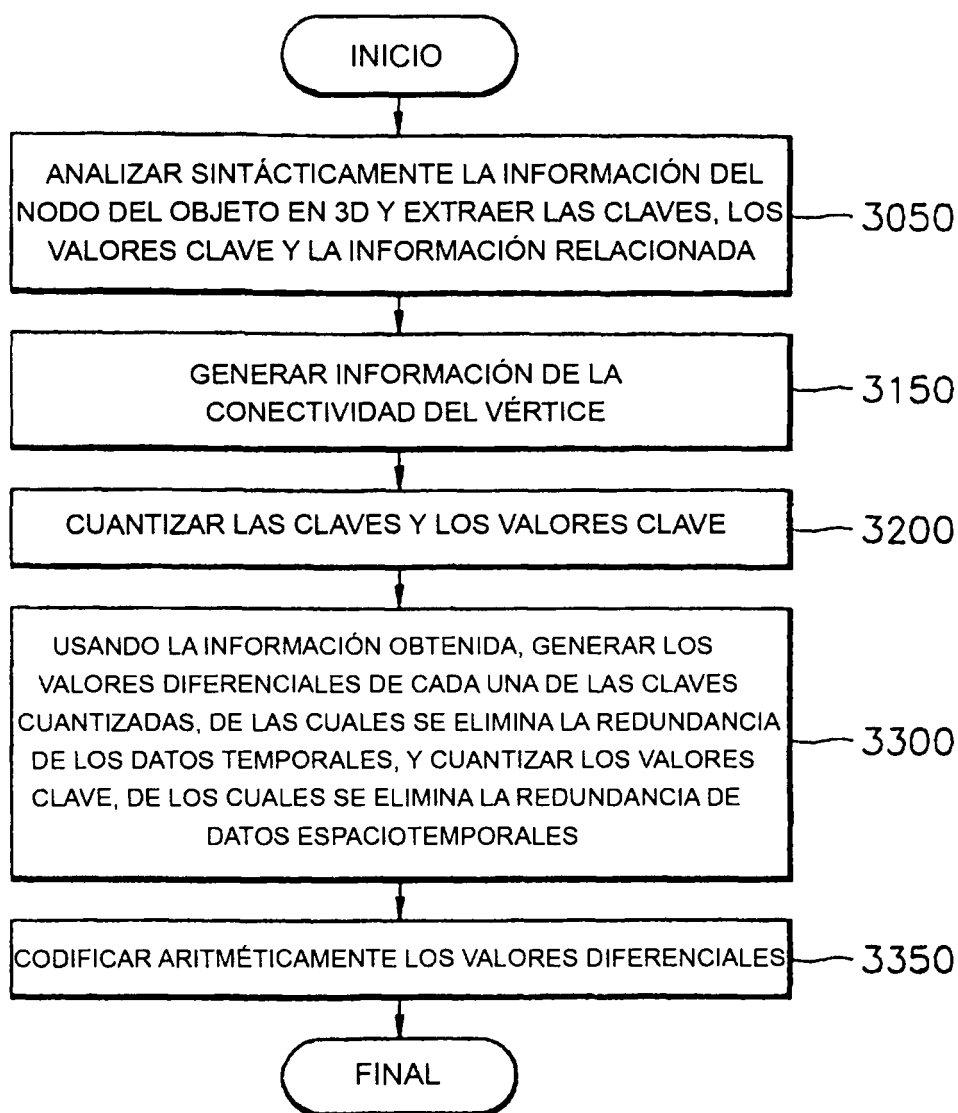 INICIO
ANALIZAR SINTÁCTICAMENTE LA INFORMACIÓN DEL
NODO DEL OBJETO EN 3D Y EXTRAER LAS CLAVES, LOS
VALORES CLAVE Y LA INFORMACIÓN RELACIONADA
3050
GENERAR INFORMACIÓN DE LA
CONECTIVIDAD DEL VÉRTICE
3150
CUANTIZAR LAS CLAVES Y LOS VALORES CLAVE
3200
USANDO LA INFORMACIÓN OBTENIDA, GENERAR LOS
VALORES DIFERENCIALES DE CADA UNA DE LAS CLAVES
CUANTIZADAS, DE LAS CUALES SE ELIMINA LA REDUNDANCIA
DE LOS DATOS TEMPORALES, Y CUANTIZAR LOS VALORES
CLAVE, DE LOS CUALES SE ELIMINA LA REDUNDANCIA DE
DATOS ESPACIOTEMPORALES
3300
CODIFICAR ARITMÉTICAMENTE LOS VALORES DIFERENCIALES
3350
FINAL